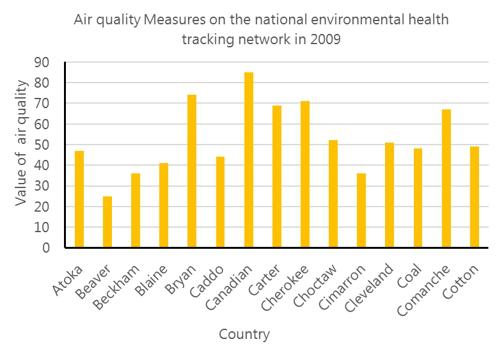 Air quality Measures on the national environmental health
tracking network in 2009
Value of  air quality
90
80
70
60
50
40
30
20
10
0
Atoka
Beaver
Beckham
Blaine
Bryan
Caddo
Canadian
Carter
Cherokee
Choctaw
Cimarron
Cleveland
Coal
Comanche
Cotton
Country